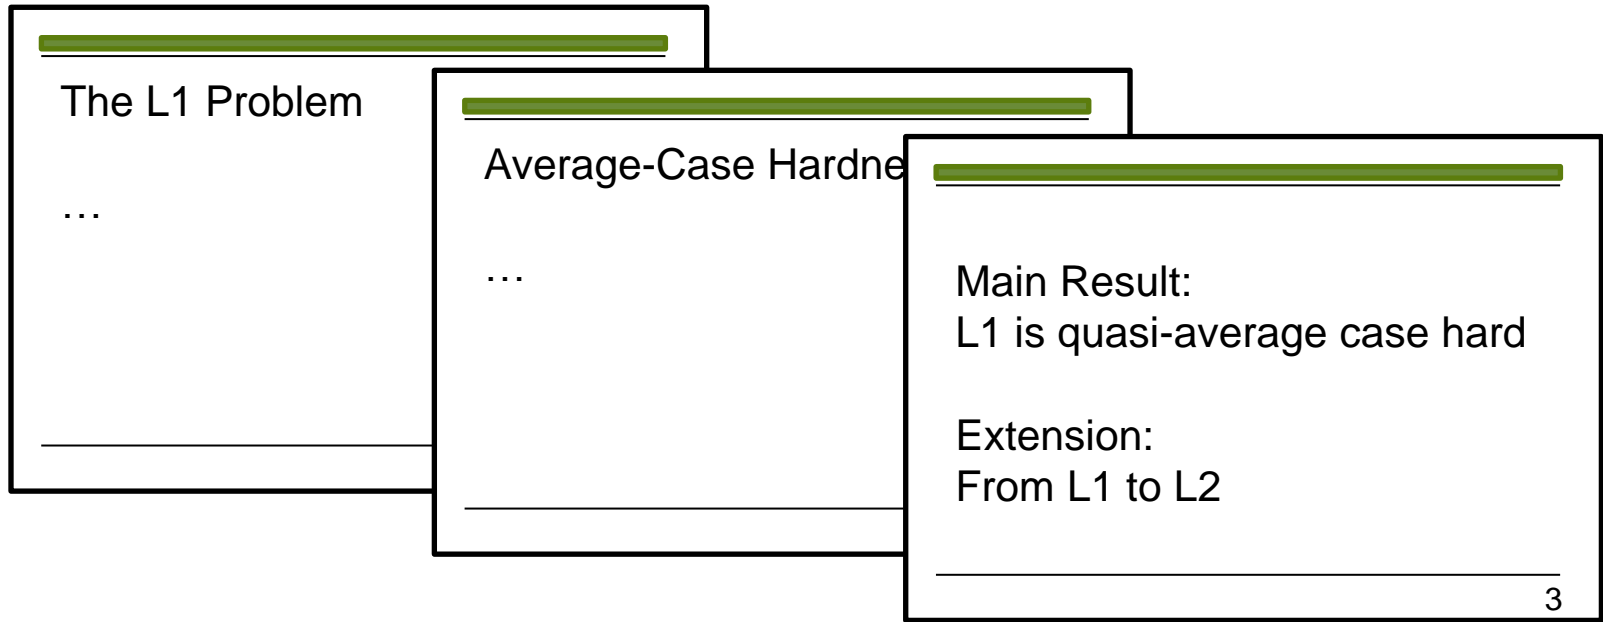 The L1 Problem
…
Average-Case Hardne
…
Main Result:
L1 is quasi-average case hard
Extension:
From L1 to L2
3